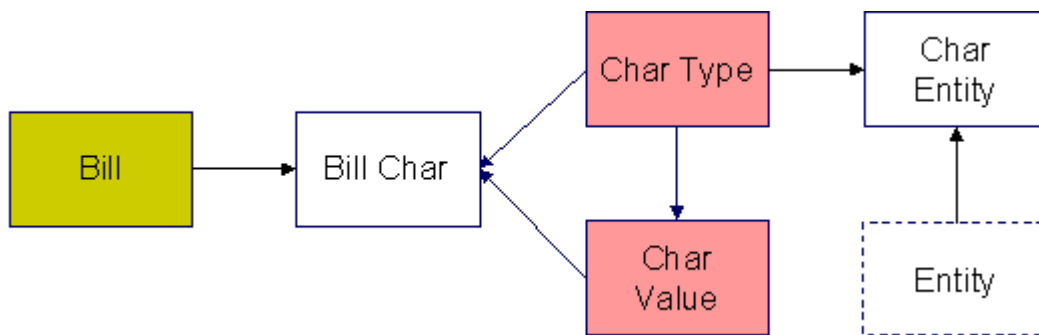 Bill
Bill Char
Char Type
Char
Value
Char
Entity
Entity